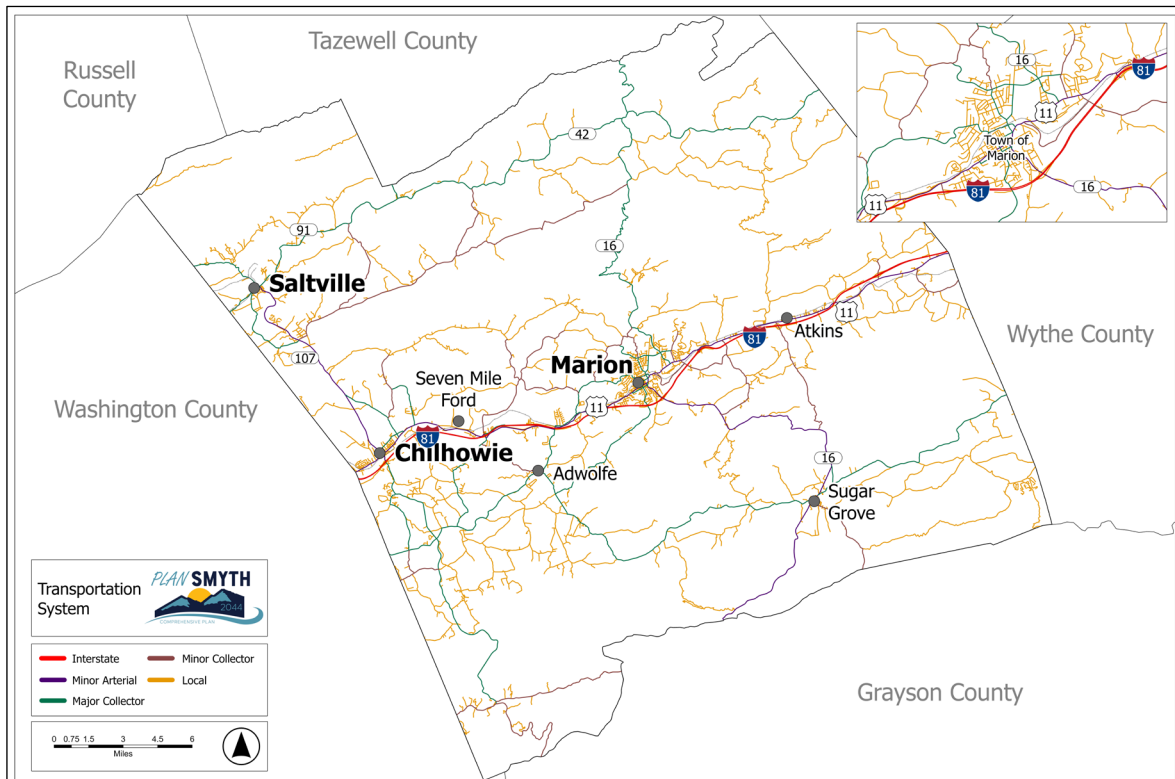 Tazewell County
Russell
County
16
81
11
Town of
Marion
81
16
11
42
91
16
Saltville
107
Washington County
Seven Mile
Ford
Marion
11
81
Atkins
11
Wythe County
81
Chilhowie
Adwolfe
16
Sugar
Grove
Grayson County
Transportation
System
PLAN SMYTH
2044
COMPREHENSIVE PLAN
Interstate
Minor Collector
Minor Arterial
Local
Major Collector
0 0.75 1.5 3 4.5 6
Miles